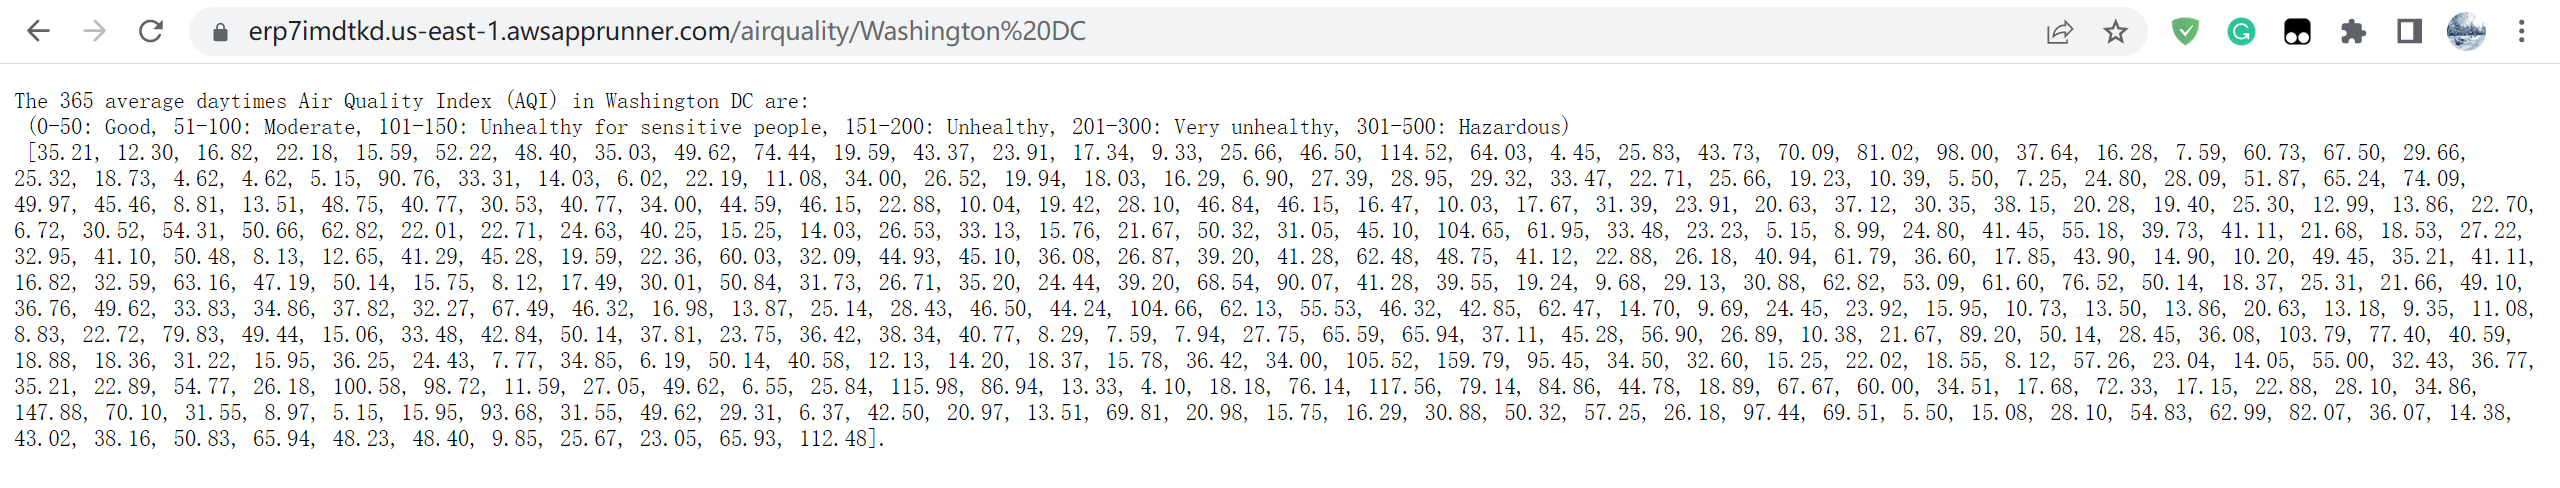 erp7imdtkd.us-east-1.awsapprunner.com/airquality/Washington%20DC
The 365 average daytimes Air Quality Index (AQI) in Washington DC are:
(0-50: Good, 51-100: Moderate, 101-150: Unhealthy for sensitive people, 151-200: Unhealthy, 201-300: Very unhealthy, 301-500: Hazardous)
[35.21, 12.30, 16.82, 22.18, 15.59, 52.22, 48.40, 35.03, 49.62, 74.44, 19.59, 43.37, 23.91, 17.34, 9.33, 25.66, 46.50, 114.52, 64.03, 4.45, 25.83, 43.73, 70.09, 81.02, 98.00, 37.64, 16.28, 7.59, 60.73, 67.50, 29.66,
25.32, 18.73, 4.62, 4.62, 5.15, 90.76, 33.31, 14.03, 6.02, 22.19, 11.08, 34.00, 26.52, 19.94, 18.03, 16.29, 6.90, 27.39, 28.95, 29.32, 33.47, 22.71, 25.66, 19.23, 10.39, 5.50, 7.25, 24.80, 28.09, 51.87, 65.24, 74.09,
49.97, 45.46, 8.81, 13.51, 48.75, 40.77, 30.53, 40.77, 34.00, 44.59, 46.15, 22.88, 10.04, 19.42, 28.10, 46.84, 46.15, 16.47, 10.03, 17.67, 31.39, 23.91, 20.63, 37.12, 30.35, 38.15, 20.28, 19.40, 25.30, 12.99, 13.86, 22.70,
6.72, 30.52, 54.31, 50.66, 62.82, 22.01, 22.71, 24.63, 40.25, 15.25, 14.03, 26.53, 33.13, 15.76, 21.67, 50.32, 31.05, 45.10, 104.65, 61.95, 33.48, 23.23, 5.15, 8.99, 24.80, 41.45, 55.18, 39.73, 41.11, 21.68, 18.53, 27.22,
32.95, 41.10, 50.48, 8.13, 12.65, 41.29, 45.28, 19.59, 22.36, 60.03, 32.09, 44.93, 45.10, 36.08, 26.87, 39.20, 41.28, 62.48, 48.75, 41.12, 22.88, 26.18, 40.94, 61.79, 36.60, 17.85, 43.90, 14.90, 10.20, 49.45, 35.21, 41.11,
16.82, 32.59, 63.16, 47.19, 50.14, 15.75, 8.12, 17.49, 30.01, 50.84, 31.73, 26.71, 35.20, 24.44, 39.20, 68.54, 90.07, 41.28, 39.55, 19.24, 9.68, 29.13, 30.88, 62.82, 53.09, 61.60, 76.52, 50.14, 18.37, 25.31, 21.66, 49.10,
36.76, 49.62, 33.83, 34.86, 37.82, 32.27, 67.49, 46.32, 16.98, 13.87, 25.14, 28.43, 46.50, 44.24, 104.66, 62.13, 55.53, 46.32, 42.85, 62.47, 14.70, 9.69, 24.45, 23.92, 15.95, 10.73, 13.50, 13.86, 20.63, 13.18, 9.35, 11.08,
8.83, 22.72, 79.83, 49.44, 15.06, 33.48, 42.84, 50.14, 37.81, 23.75, 36.42, 38.34, 40.77, 8.29, 7.59, 7.94, 27.75, 65.59, 65.94, 37.11, 45.28, 56.90, 26.89, 10.38, 21.67, 89.20, 50.14, 28.45, 36.08, 103.79, 77.40, 40.59,
18.88, 18.36, 31.22, 15.95, 36.25, 24.43, 7.77, 34.85, 6.19, 50.14, 40.58, 12.13, 14.20, 18.37, 15.78, 36.42, 34.00, 105.52, 159.79, 95.45, 34.50, 32.60, 15.25, 22.02, 18.55, 8.12, 57.26, 23.04, 14.05, 55.00, 32.43, 36.77,
35.21, 22.89, 54.77, 26.18, 100.58, 98.72, 11.59, 27.05, 49.62, 6.55, 25.84, 115.98, 86.94, 13.33, 4.10, 18.18, 76.14, 117.56, 79.14, 84.86, 44.78, 18.89, 67.67, 60.00, 34.51, 17.68, 72.33, 17.15, 22.88, 28.10, 34.86,
147.88, 70.10, 31.55, 8.97, 5.15, 15.95, 93.68, 31.55, 49.62, 29.31, 6.37, 42.50, 20.97, 13.51, 69.81, 20.98, 15.75, 16.29, 30.88, 50.32, 57.25, 26.18, 97.44, 69.51, 5.50, 15.08, 28.10, 54.83, 62.99, 82.07, 36.07, 14.38,
43.02, 38.16, 50.83, 65.94, 48.23, 48.40, 9.85, 25.67, 23.05, 65.93, 112.48].